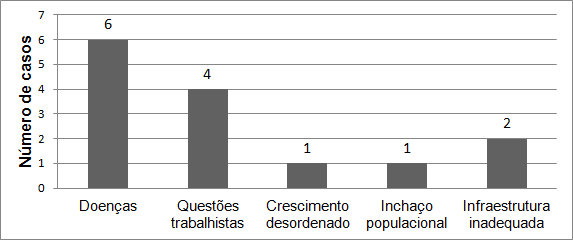 Número de casos
7
6
5
4
3
2
1
0
6
4
1
1
2
Doenças
Questões
trabalhistas
Crescimento
desordenado
Inchaço
populacional
Infraestrutura
inadequada